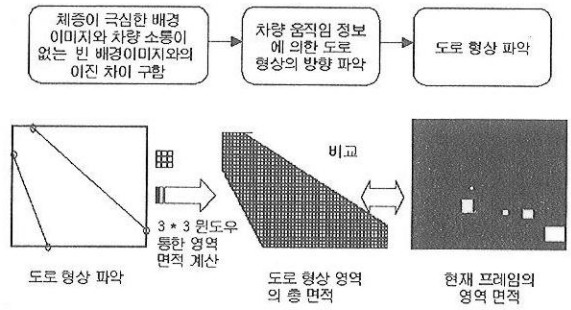 체증이 극심한 배경
이미지와 차량 소통이
없는 빈 배경이미지와의
이진 차이 구함
차량 움직임 정보
에 의한 도로
형상의 방향 파악
도로 형상 파악
비교
3 * 3 윈도우
통한 영역
면적 계산
도로 형상 파악
도로 형상 영역
의 총 면적
현재 프레임의
영역 면적